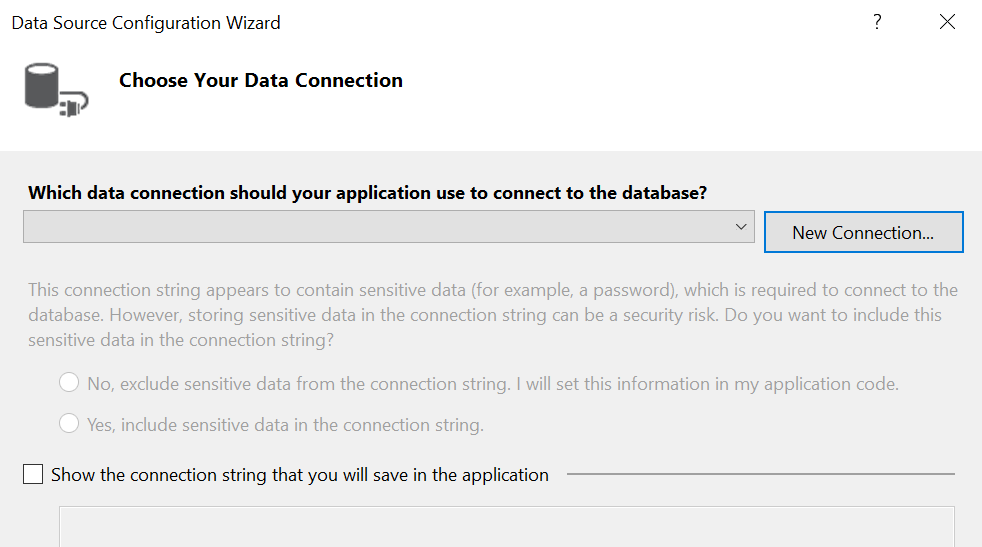 Data Source Configuration Wizard ?
Choose Your Data Connection
Which data connection should your application use to connect to the database?
New Connection...
This connection string appears to contain sensitive data (for example, a password), which is required to connect to the
database. However, storing sensitive data in the connection string can be a security risk. Do you want to include this
sensitive data in the connection string?
No, exclude sensitive data from the connection string. I will set this information in my application code.
Yes, include sensitive data in the connection string.
Show the connection string that you will save in the application